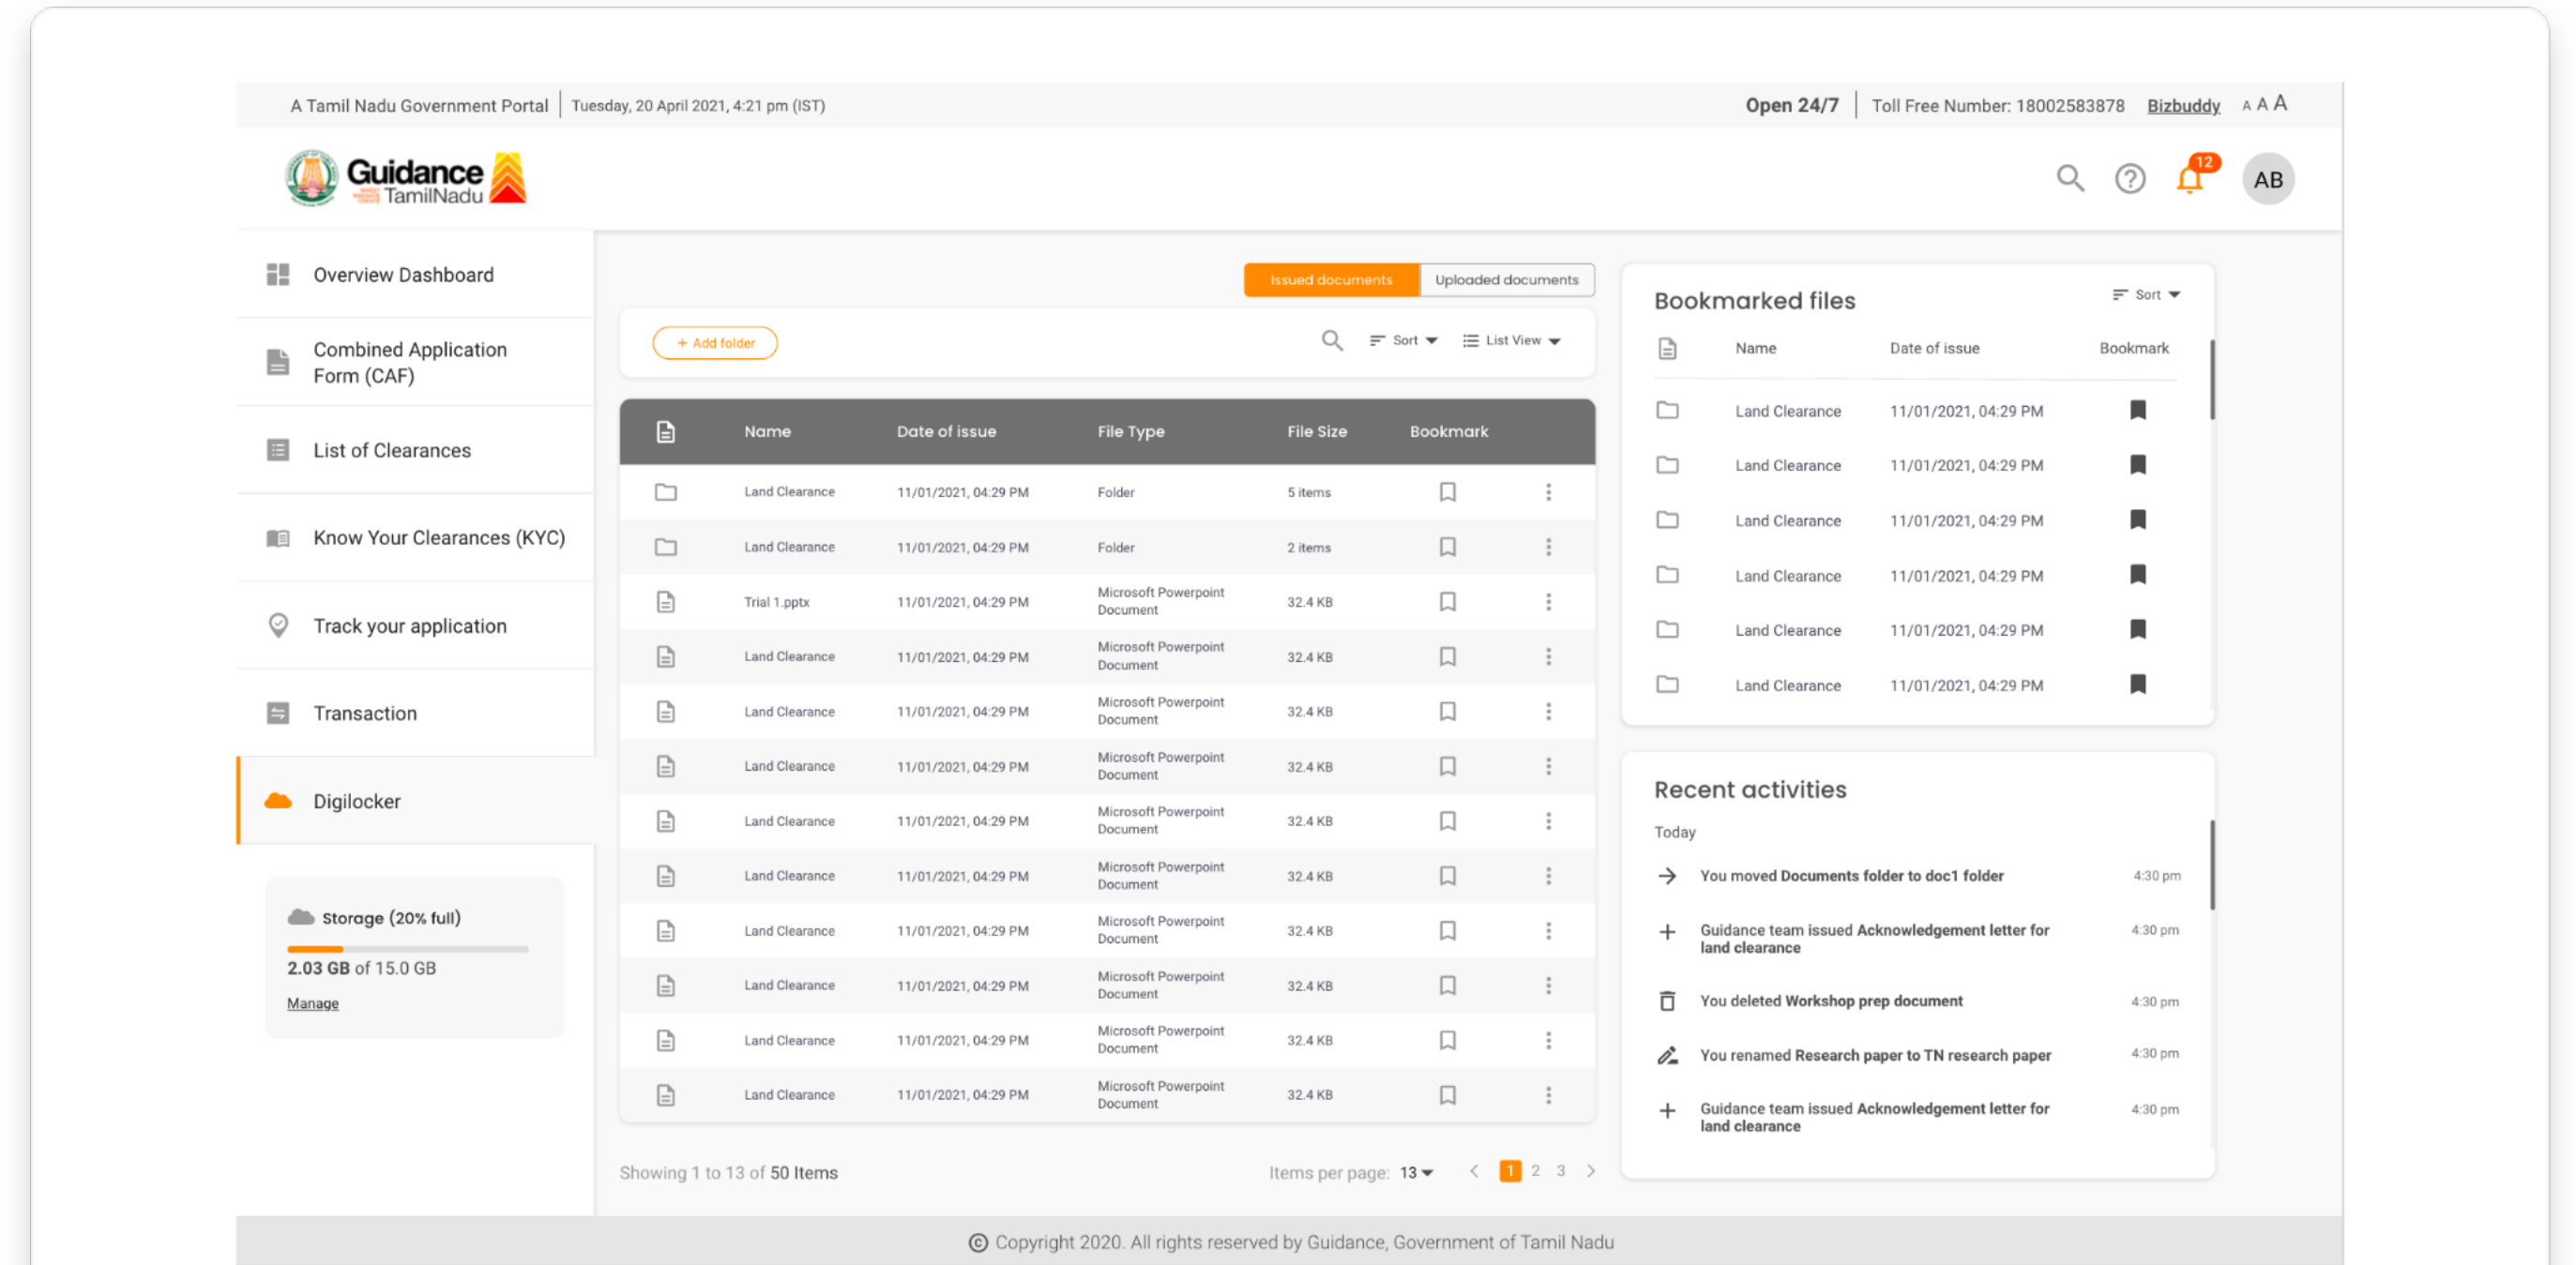 A Tamil Nadu Government Portal Tuesday, 20 April 2021, 4:21 pm (IST) Open 24/7 Toll Free Number: 18002583878 Bizbuddy A A A
Guidance
TamilNadu
12
AB
Overview Dashboard
Combined Application
Form (CAF)
List of Clearances
Know Your Clearances (KYC)
Track your application
Transaction
Digilocker
Storage (20% full)
2.03 GB of 15.0 GB
Manage
Issued documents Uploaded documents
+ Add folder Sort List View
Name Date of issue File Type File Size Bookmark
Land Clearance 11/01/2021, 04:29 PM Folder 5 items
Land Clearance 11/01/2021, 04:29 PM Folder 2 items
Trial 1.pptx 11/01/2021, 04:29 PM Microsoft Powerpoint Document 32.4 KB
Land Clearance 11/01/2021, 04:29 PM Microsoft Powerpoint Document 32.4 KB
Land Clearance 11/01/2021, 04:29 PM Microsoft Powerpoint Document 32.4 KB
Land Clearance 11/01/2021, 04:29 PM Microsoft Powerpoint Document 32.4 KB
Land Clearance 11/01/2021, 04:29 PM Microsoft Powerpoint Document 32.4 KB
Land Clearance 11/01/2021, 04:29 PM Microsoft Powerpoint Document 32.4 KB
Land Clearance 11/01/2021, 04:29 PM Microsoft Powerpoint Document 32.4 KB
Land Clearance 11/01/2021, 04:29 PM Microsoft Powerpoint Document 32.4 KB
Land Clearance 11/01/2021, 04:29 PM Microsoft Powerpoint Document 32.4 KB
Land Clearance 11/01/2021, 04:29 PM Microsoft Powerpoint Document 32.4 KB
Showing 1 to 13 of 50 Items Items per page: 13 < 1 2 3 >
Bookmarked files Sort
Name Date of issue Bookmark
Land Clearance 11/01/2021, 04:29 PM
Land Clearance 11/01/2021, 04:29 PM
Land Clearance 11/01/2021, 04:29 PM
Land Clearance 11/01/2021, 04:29 PM
Land Clearance 11/01/2021, 04:29 PM
Land Clearance 11/01/2021, 04:29 PM
Recent activities
Today
You moved Documents folder to doc1 folder 4:30 pm
Guidance team issued Acknowledgement letter for 4:30 pm
land clearance
You deleted Workshop prep document 4:30 pm
You renamed Research paper to TN research paper 4:30 pm
Guidance team issued Acknowledgement letter for 4:30 pm
land clearance
© Copyright 2020. All rights reserved by Guidance, Government of Tamil Nadu